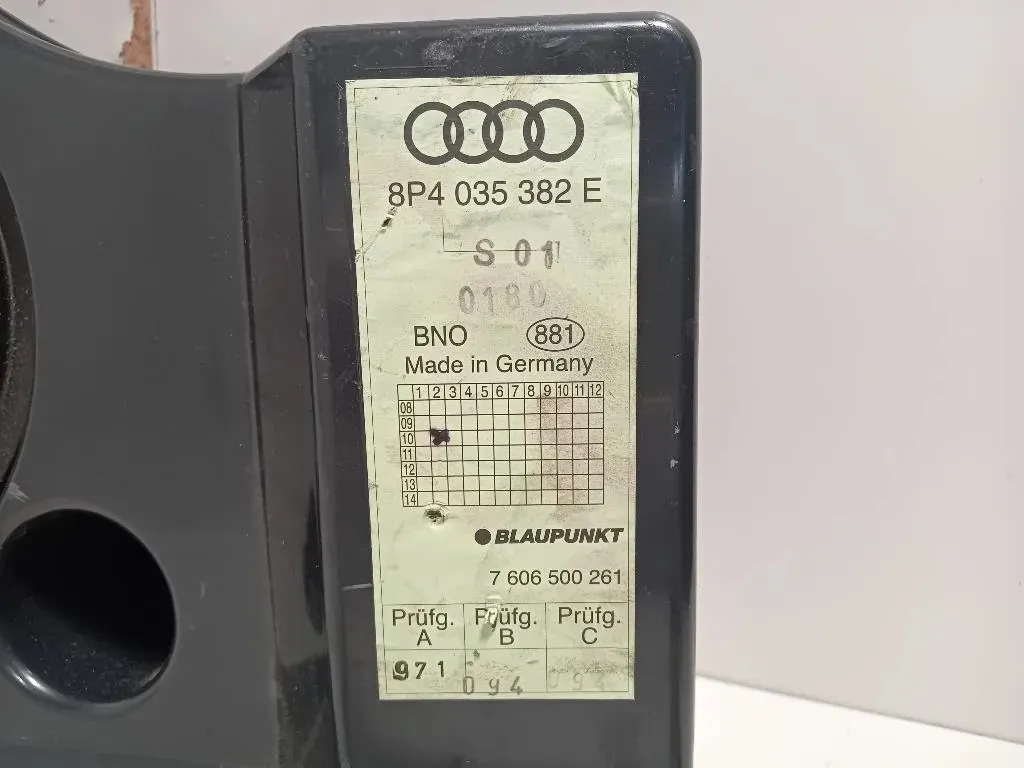 8P4 035 382 E
S 01
0180
BNO 881
Made in Germany
1 2 3 4 5 6 7 8 9 10 11 12
08
09
10
11
12
13
14
BLAUPUNKT
7 606 500 261
Prüfg. Prüfg. Prüfg.
A B C
971 094 094